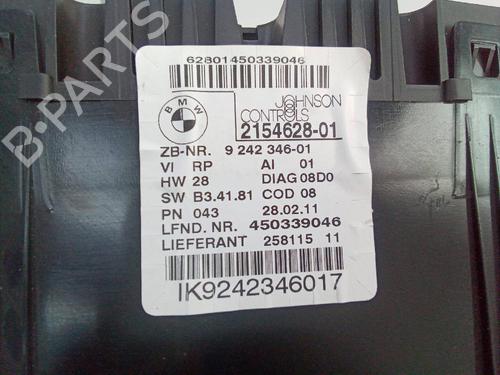 62801450339046
BMW
JOHNSON
CONTROLS
2154628-01
ZB-NR. 9 242 346-01
VI RP AI 01
HW 28 DIAG 08D0
SW B3.41.81 COD 08
PN 043 28.02.11
LFND. NR. 450339046
LIEFERANT 258115 11
IK9242346017
B-PARTS